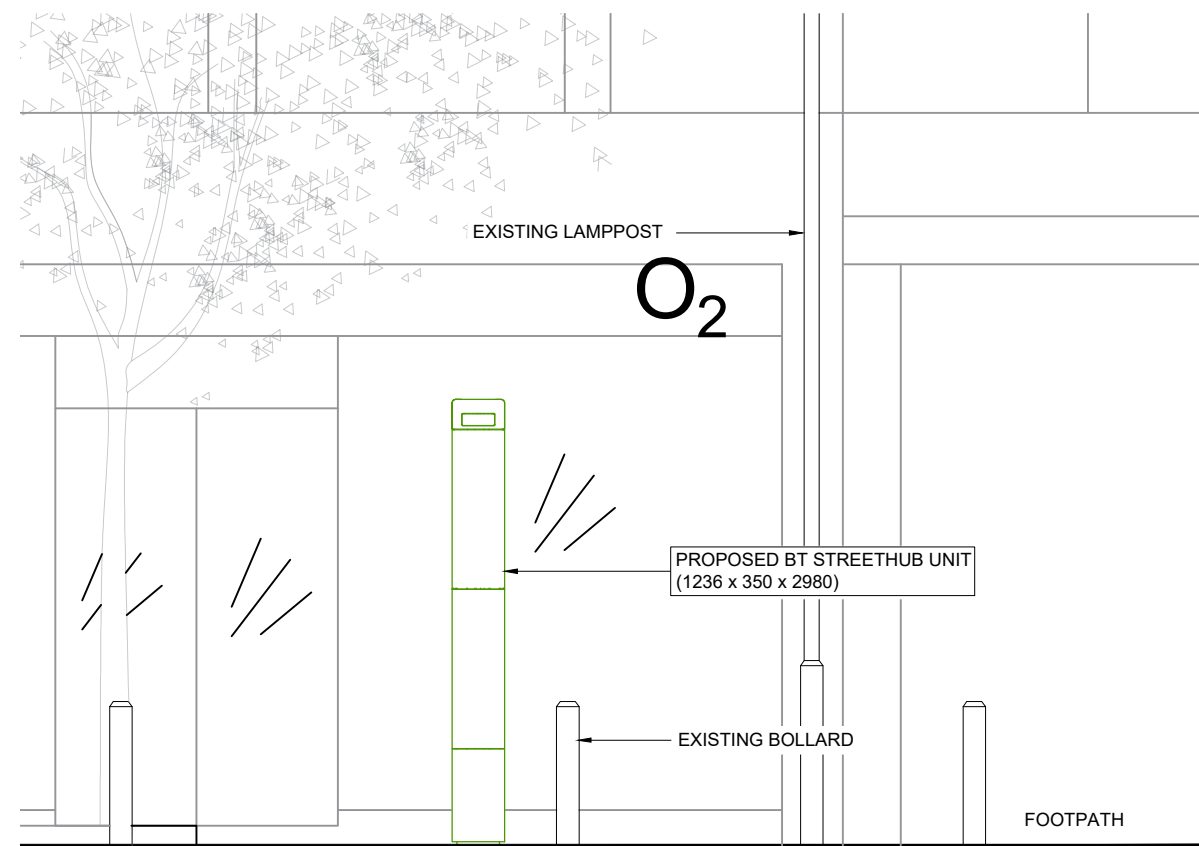 EXISTING LAMPPOST
O2
PROPOSED BT STREETHUB UNIT
(1236 x 350 x 2980)
EXISTING BOLLARD
FOOTPATH